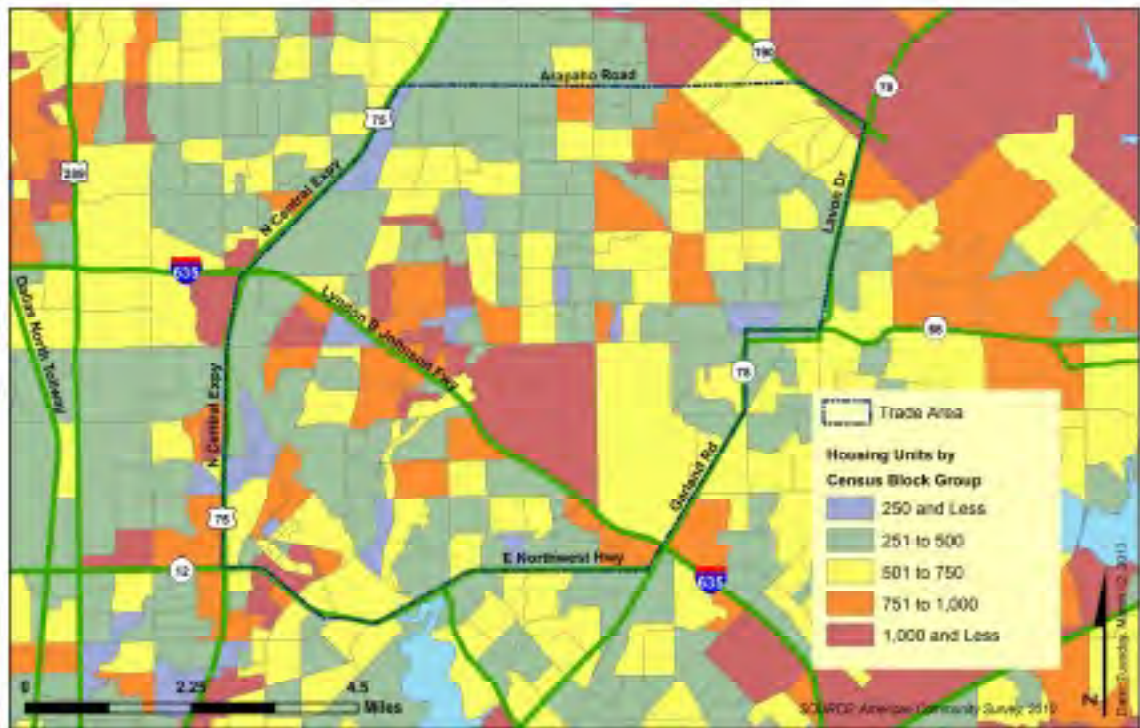 190
Arapaho Road
78
75
289
N Central Expy
Lavon Dr
635
Dallas North Tollway
Lyndon B Johnson Fwy
66
78
N Central Expy
Garland Rd
75
E Northwest Hwy
12
635
Trade Area
Housing Units by
Census Block Group
250 and Less
251 to 500
501 to 750
751 to 1,000
1,000 and Less
0 2.25 4.5
Miles
N
SOURCE: American Community Survey,